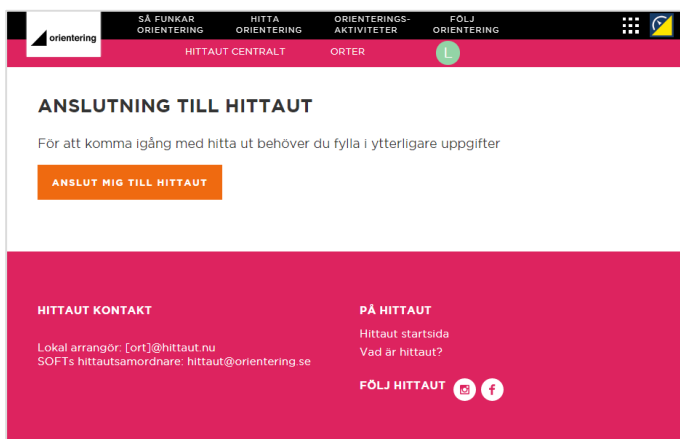 orientering
SÅ FUNKAR
ORIENTERING
HITTA
ORIENTERING
ORIENTERINGS-
AKTIVITETER
FÖLJ
ORIENTERING
HITTAUT CENTRALT
ORTER
L
ANSLUTNING TILL HITTAUT
För att komma igång med hitta ut behöver du fylla i ytterligare uppgifter
ANSLUT MIG TILL HITTAUT
HITTAUT KONTAKT
Lokal arrangör: [ort]@hittaut.nu
SOFTs hittautsamordnare: hittaut@orientering.se
PÅ HITTAUT
Hittaut startsida
Vad är hittaut?
FÖLJ HITTAUT